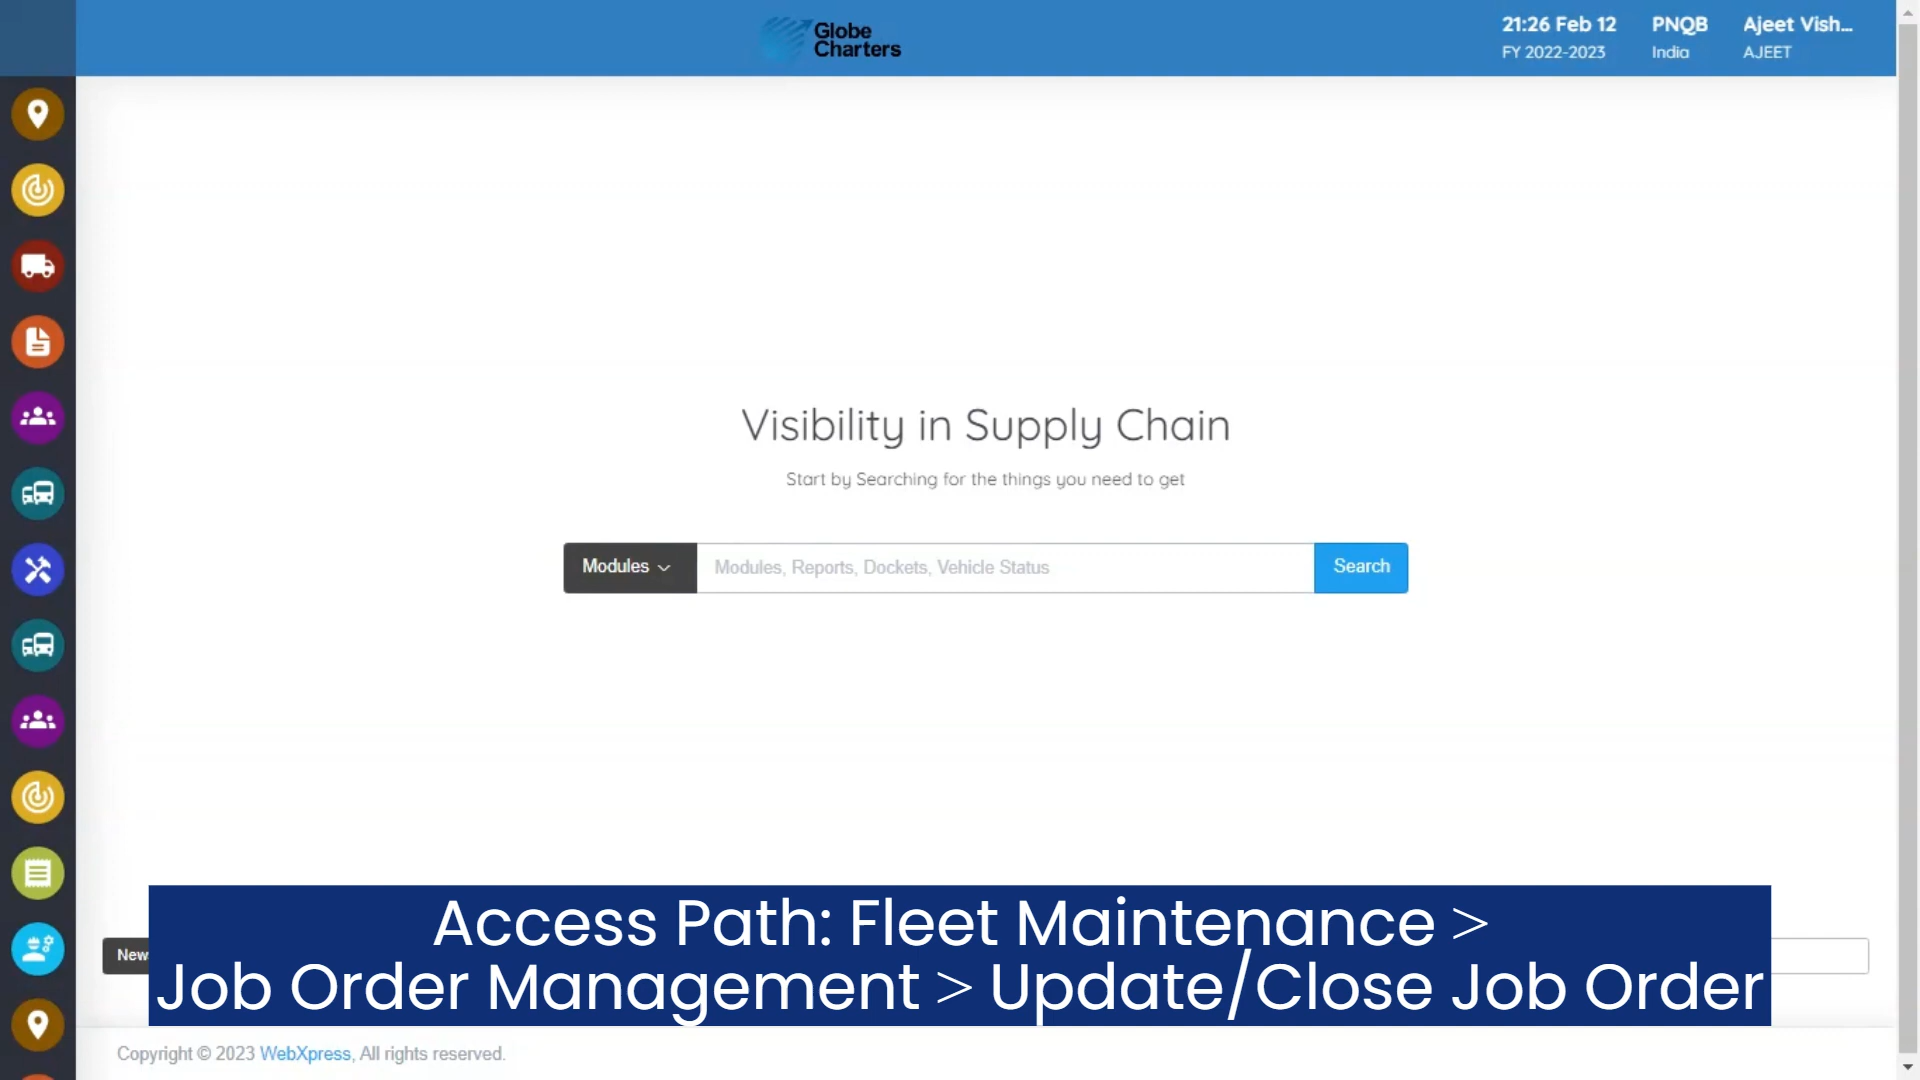 Globe
Charters
21:26 Feb 12
FY 2022-2023
PNQB
India
Ajeet Vish...
AJEET
Visibility in Supply Chain
Start by Searching for the things you need to get
Modules
Modules, Reports, Dockets, Vehicle Status
Search
New
Access Path: Fleet Maintenance >
Job Order Management > Update/Close Job Order
Copyright © 2023 WebXpress, All rights reserved.